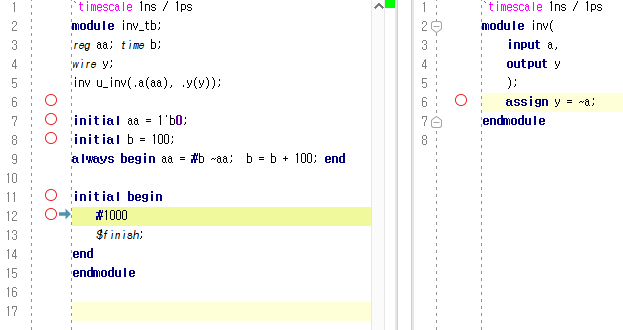 1 `timescale 1ns / 1ps
2 module inv_tb;
3 reg aa; time b;
4 wire y;
5 inv u_inv(.a(aa), .y(y));
6
7 initial aa = 1'b0;
8 initial b = 100;
9 always begin aa = #b ~aa; b = b + 100; end
10
11 initial begin
12 #1000
13 $finish;
14 end
15 endmodule
16
17
1 `timescale 1ns / 1ps
2 module inv(
3 input a,
4 output y
5 );
6 assign y = ~a;
7 endmodule
8